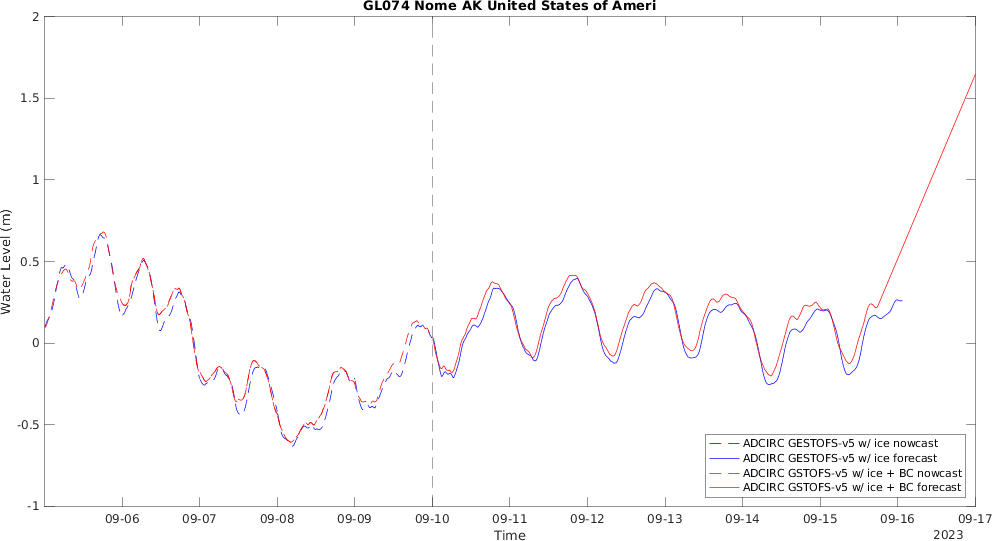 GL074 Nome AK United States of Ameri
Water Level (m)
2
1.5
1
0.5
0
-0.5
-1
09-06 09-07 09-08 09-09 09-10 09-11 09-12 09-13 09-14 09-15 09-16 09-17
Time
2023
ADCIRC GESTOFS-v5 w/ ice nowcast
ADCIRC GESTOFS-v5 w/ ice forecast
ADCIRC GSTOFS-v5 w/ ice + BC nowcast
ADCIRC GSTOFS-v5 w/ ice + BC forecast